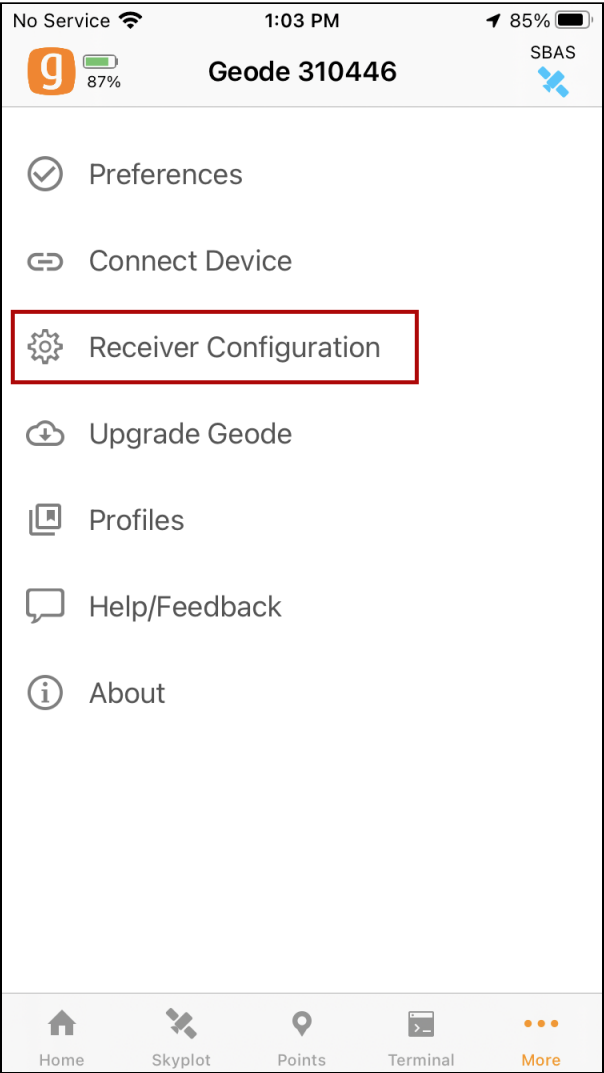 No Service 1:03 PM 85%
g 87% Geode 310446 SBAS
Preferences
Connect Device
Receiver Configuration
Upgrade Geode
Profiles
Help/Feedback
About
Home Skyplot Points Terminal More